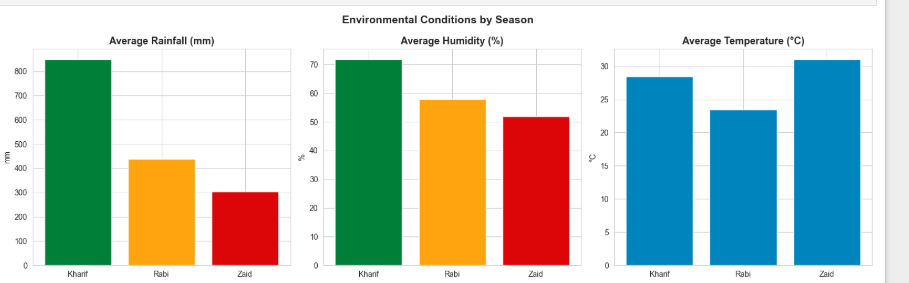 Environmental Conditions by Season
Average Rainfall (mm)
mm
800
700
600
500
400
300
200
100
0
Kharif Rabi Zaid
Average Humidity (%)
%
70
60
50
40
30
20
10
0
Kharif Rabi Zaid
Average Temperature (°C)
°C
30
25
20
15
10
5
0
Kharif Rabi Zaid